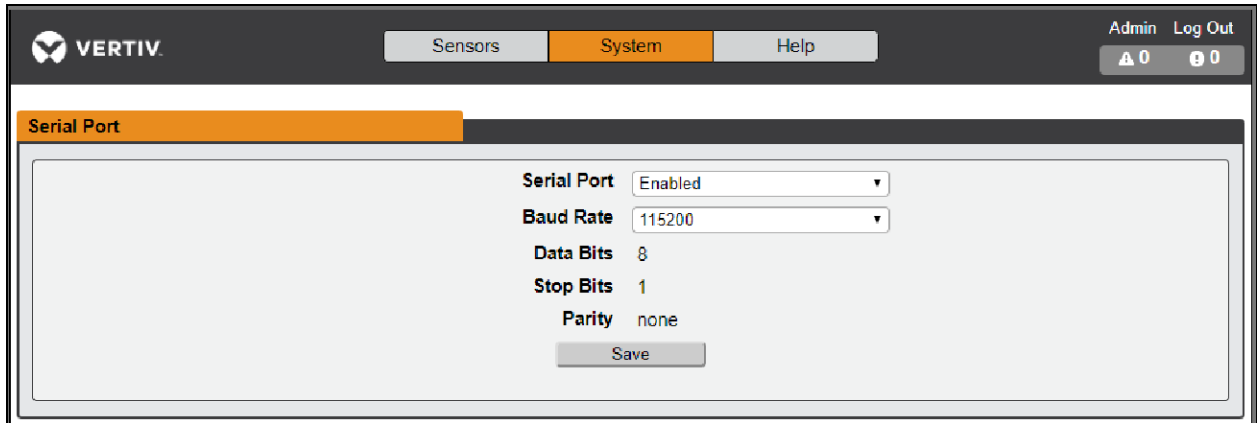 VERTIV.
Sensors System Help
Admin Log Out
0 0
Serial Port
Serial Port Enabled
Baud Rate 115200
Data Bits 8
Stop Bits 1
Parity none
Save